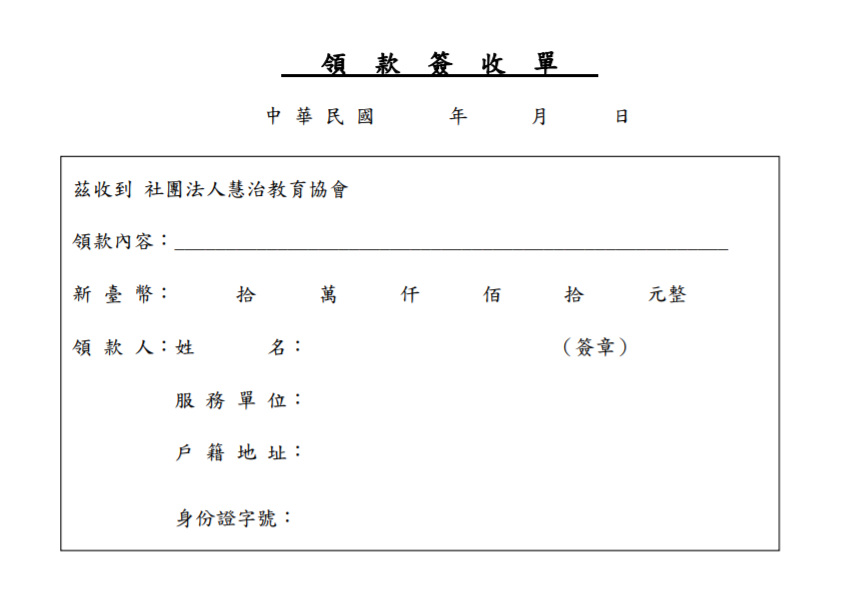 領 款 簽 收 單
中 華 民 國 年 月 日
茲收到 社團法人慧治教育協會
領款內容：______________________________________________________
新 臺 幣： 拾 萬 仟 佰 拾 元整
領 款 人：姓 名： （簽章）
服 務 單 位：
戶 籍 地 址：
身份證字號：